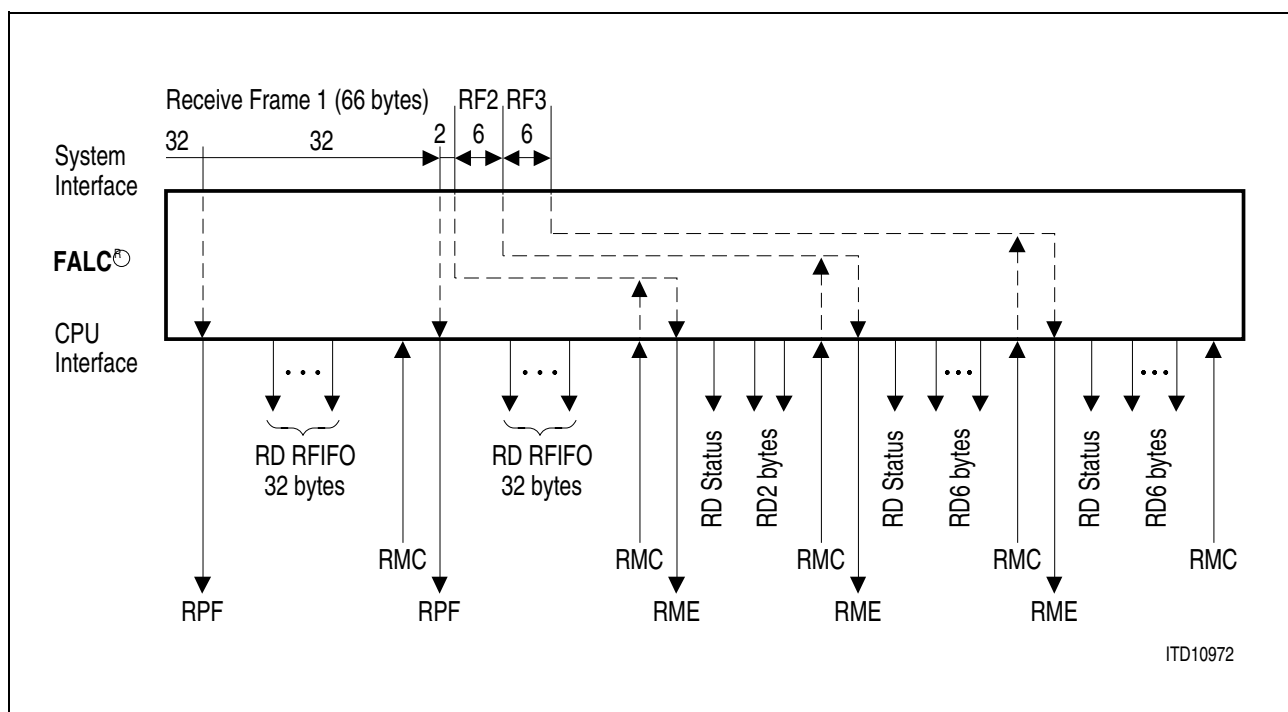 Receive Frame 1 (66 bytes) RF2 RF3
32 32 2 6 6
System
Interface
FALC®
CPU
Interface
• • • • • • ••• •••
RD RFIFO
32 bytes
RD RFIFO
32 bytes
RD Status
RD2 bytes
RD Status
RD6 bytes
RD Status
RD6 bytes
RMC RMC RMC RMC RMC
RPF RPF RME RME RME
ITD10972